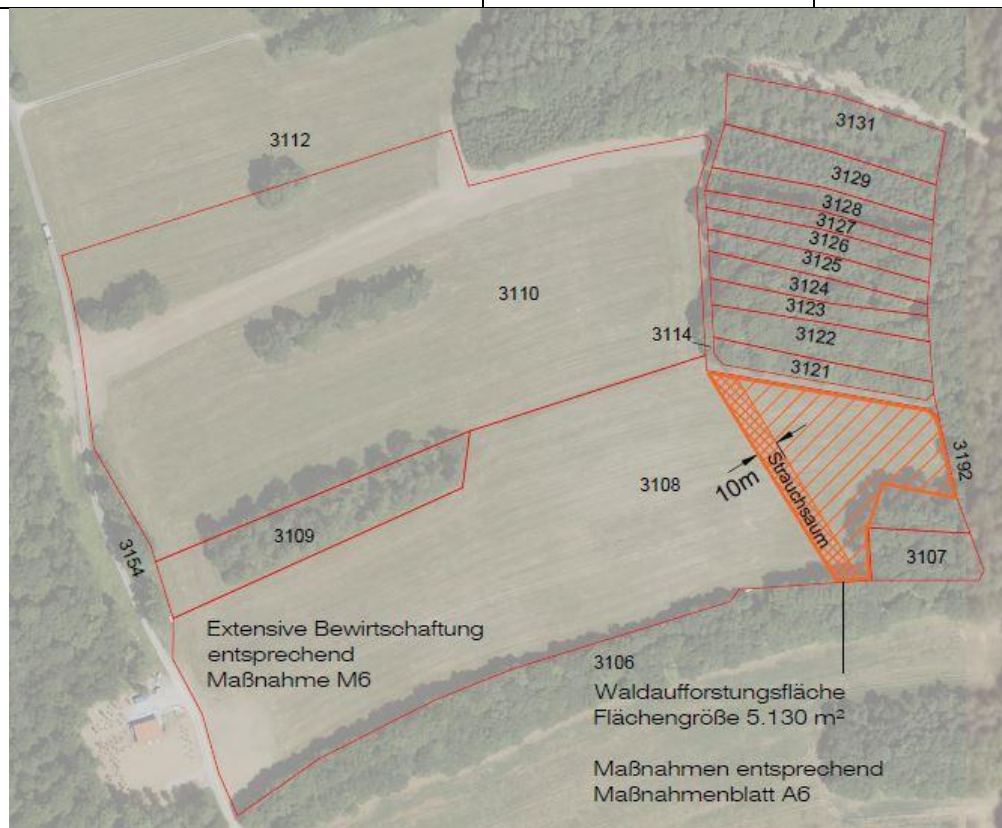 3112
3131
3129
3128
3127
3126
3125
3124
3123
3122
3121
3110
3114
3192
3108
10m
Strauchsaum
3109
3107
3154
Extensive Bewirtschaftung
entsprechend
Maßnahme M6
3106
Waldaufforstungsfläche
Flächengröße 5.130 m²
Maßnahmen entsprechend
Maßnahmenblatt A6